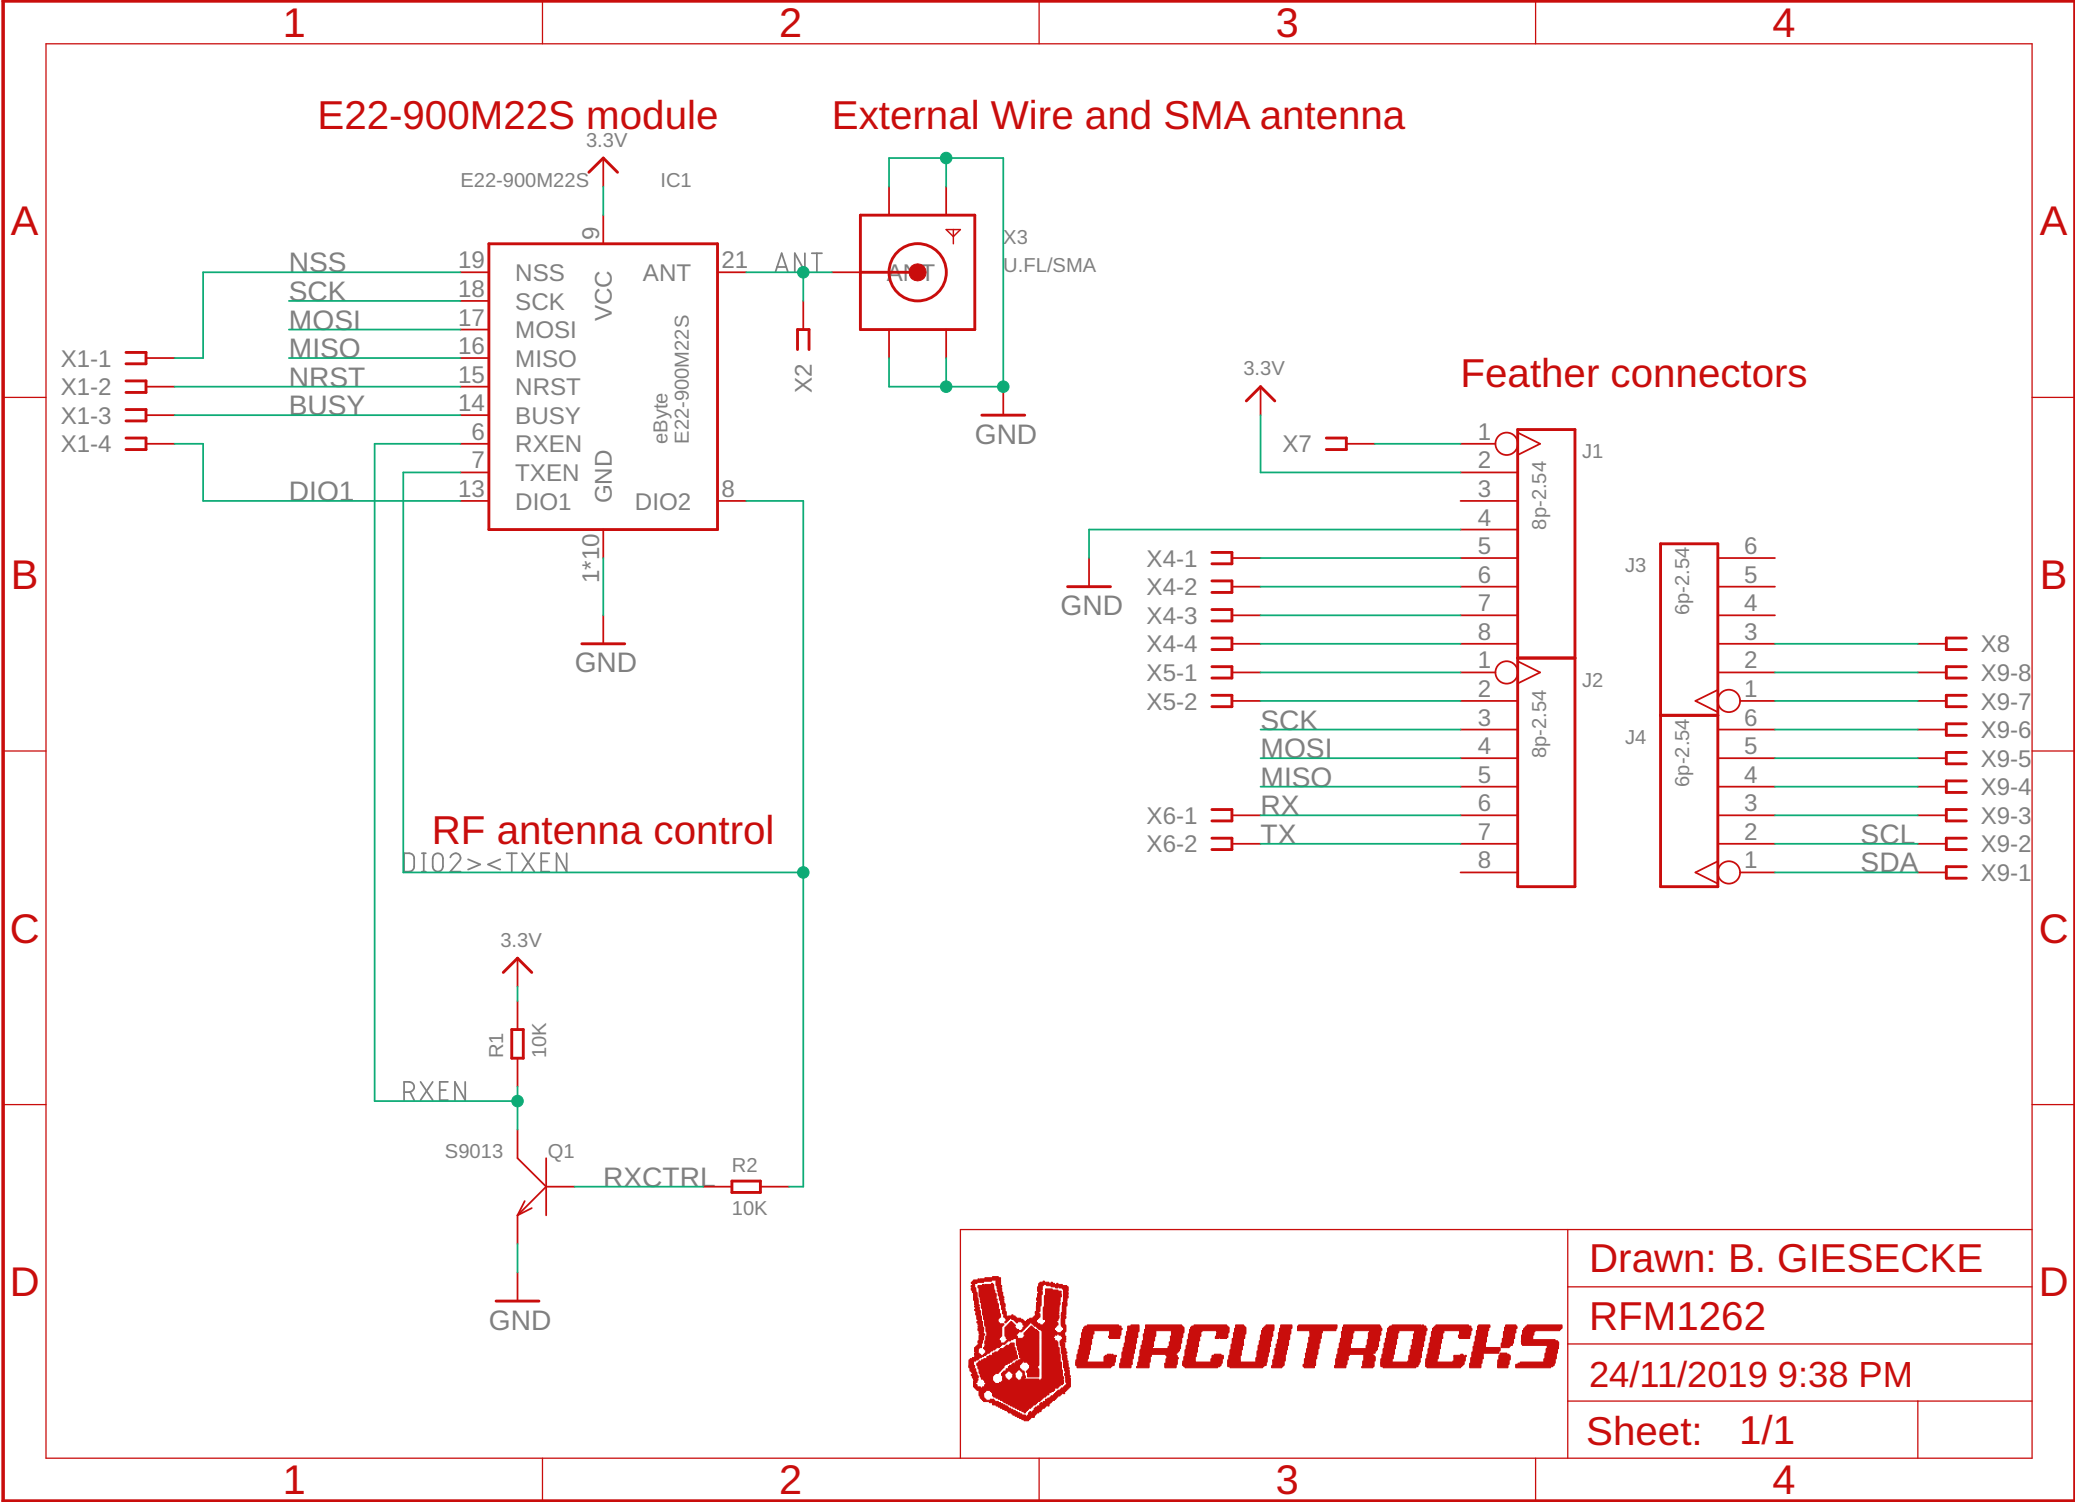 1 2 3 4
E22-900M22S module
External Wire and SMA antenna
3.3V
E22-900M22S IC1
A A
9
X3
U.FL/SMA
NSS 19 NSS
SCK 18 SCK
MOSI 17 MOSI
MISO 16 MISO
NRST 15 NRST
BUSY 14 BUSY
6 RXEN
7 TXEN
DIO1 13 DIO1
VCC
GND
eByte
E22-900M22S
ANT 21 ANT
ANT
DIO2 8
X1-1
X1-2
X1-3
X1-4
X2
GND
1*10
GND
3.3V
Feather connectors
X7 1 J1
2
3
8p-2.54
4
GND
X4-1 5
X4-2 6
X4-3 7
X4-4 8
X5-1 1 J2
X5-2 2
SCK 3
8p-2.54
MOSI 4
MISO 5
X6-1 RX 6
X6-2 TX 7
8
B B
J3 6p-2.54 6
5
4
3 X8
2 X9-8
1 X9-7
J4 6p-2.54 6 X9-6
5 X9-5
4 X9-4
3 X9-3
2 SCL X9-2
1 SDA X9-1
RF antenna control
DIO2><TXEN
C C
3.3V
R1 10K
RXEN
S9013 Q1
RXCTRL R2
10K
GND
D D
CIRCUITROCKS
Drawn: B. GIESECKE
RFM1262
24/11/2019 9:38 PM
Sheet: 1/1
1 2 3 4